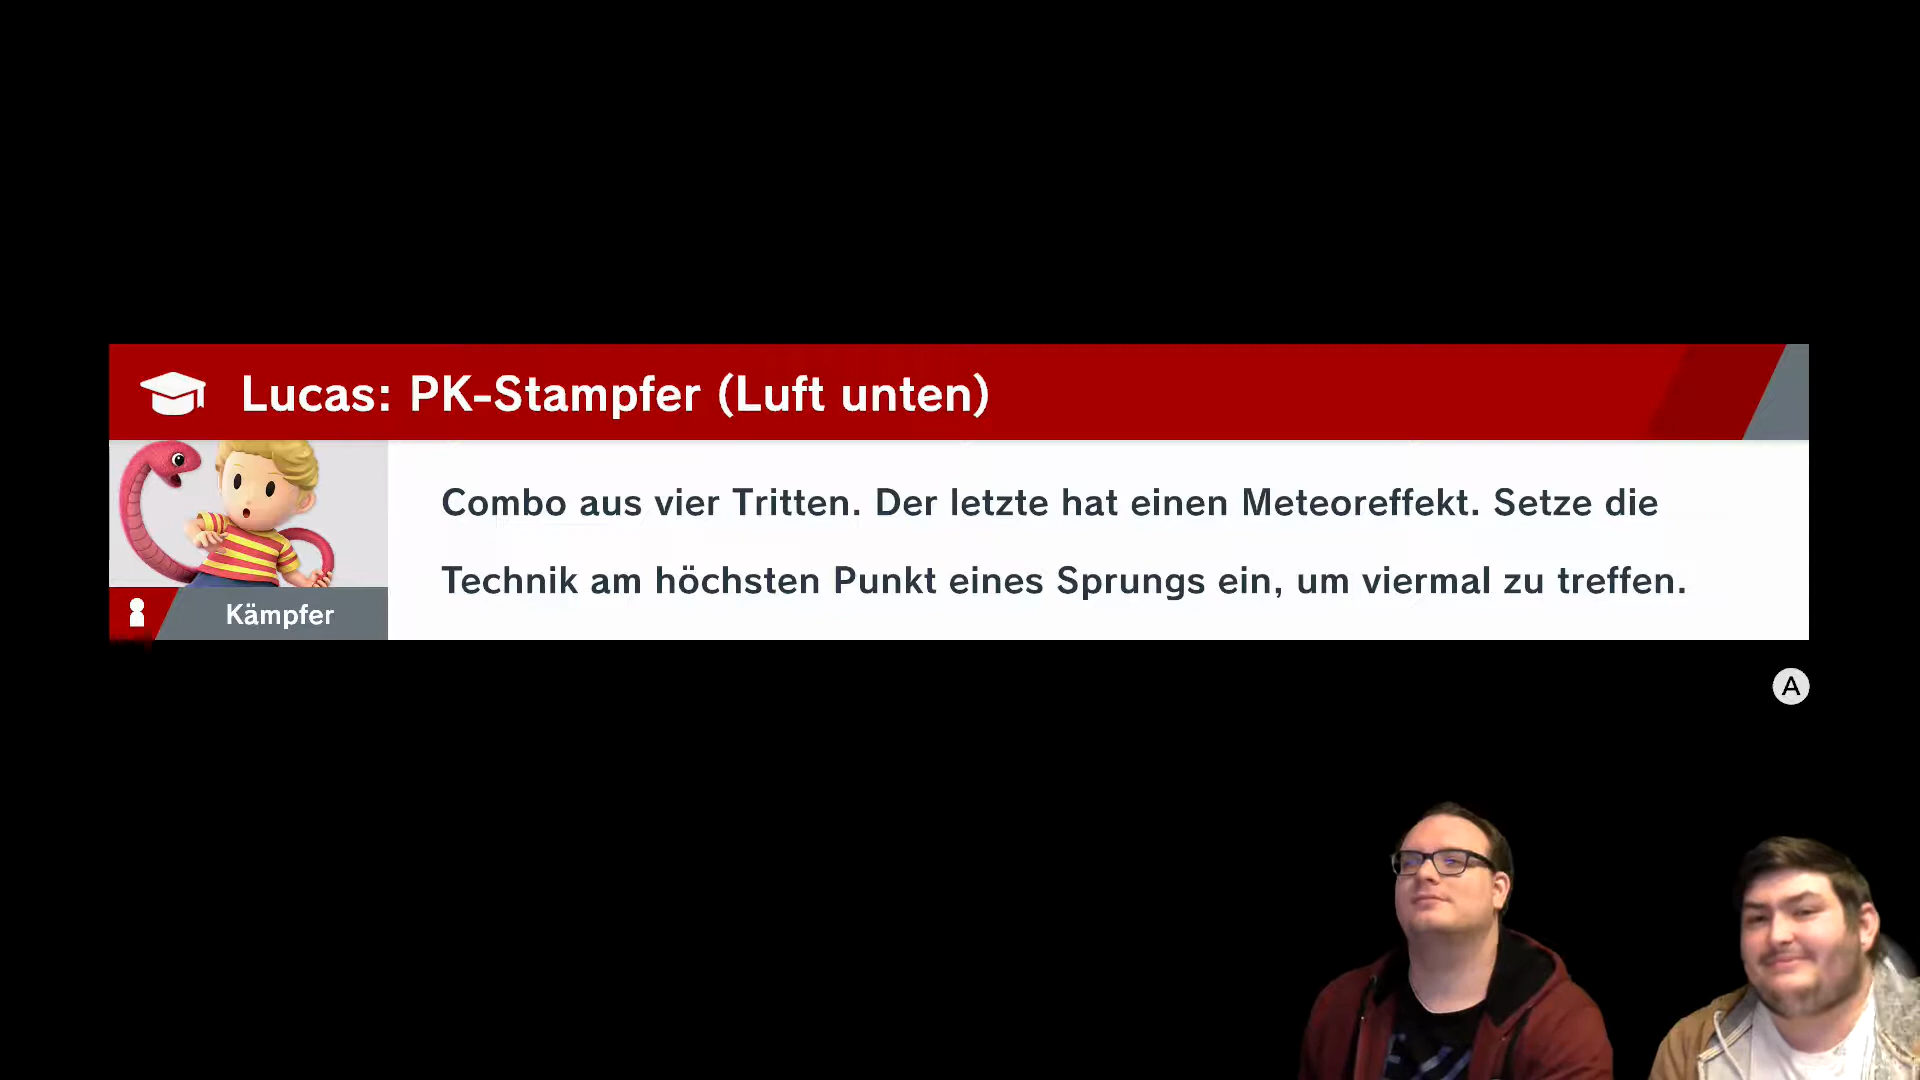 Lucas: PK-Stampfer (Luft unten)
Combo aus vier Tritten. Der letzte hat einen Meteoreffekt. Setze die
Technik am höchsten Punkt eines Sprungs ein, um viermal zu treffen.
Kämpfer
A